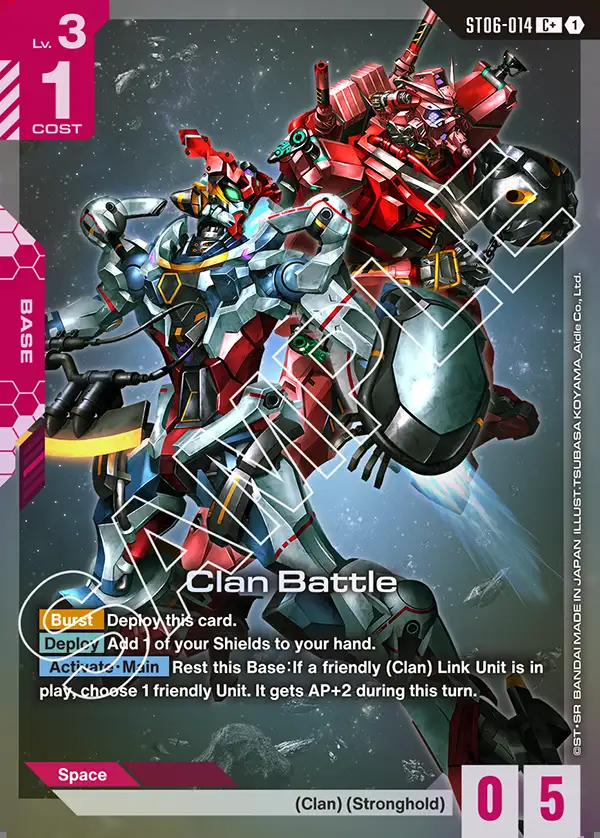 Lv. 3
1
COST
ST06-014 C+ 1
BASE
SAMPLE
Clan Battle
Burst Deploy this card.
Deploy Add 1 of your Shields to your hand.
Activate･Main Rest this Base:If a friendly (Clan) Link Unit is in
play, choose 1 friendly Unit. It gets AP+2 during this turn.
Space
(Clan) (Stronghold)
0 5
©ST･SR BANDAI MADE IN JAPAN ILLUST.TSUBASA KOYAMA_Aidle Co., Ltd.